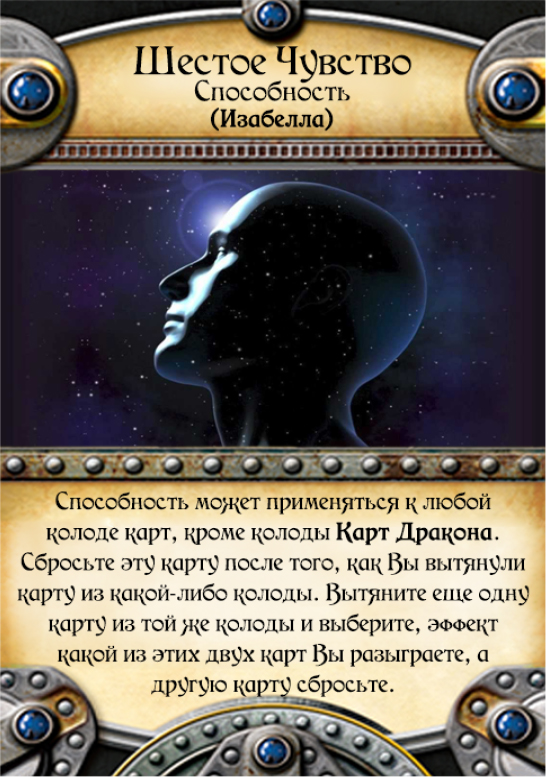 Шестое Чувство
Способность
(Изабелла)
Способность может применяться к любой
колоде карт, кроме колоды Карт Дракона.
Сбросьте эту карту после того, как Вы вытянули
карту из какой-либо колоды. Вытяните еще одну
карту из той же колоды и выберите, эффект
какой из этих двух карт Вы разыграете, а
другую карту сбросьте.